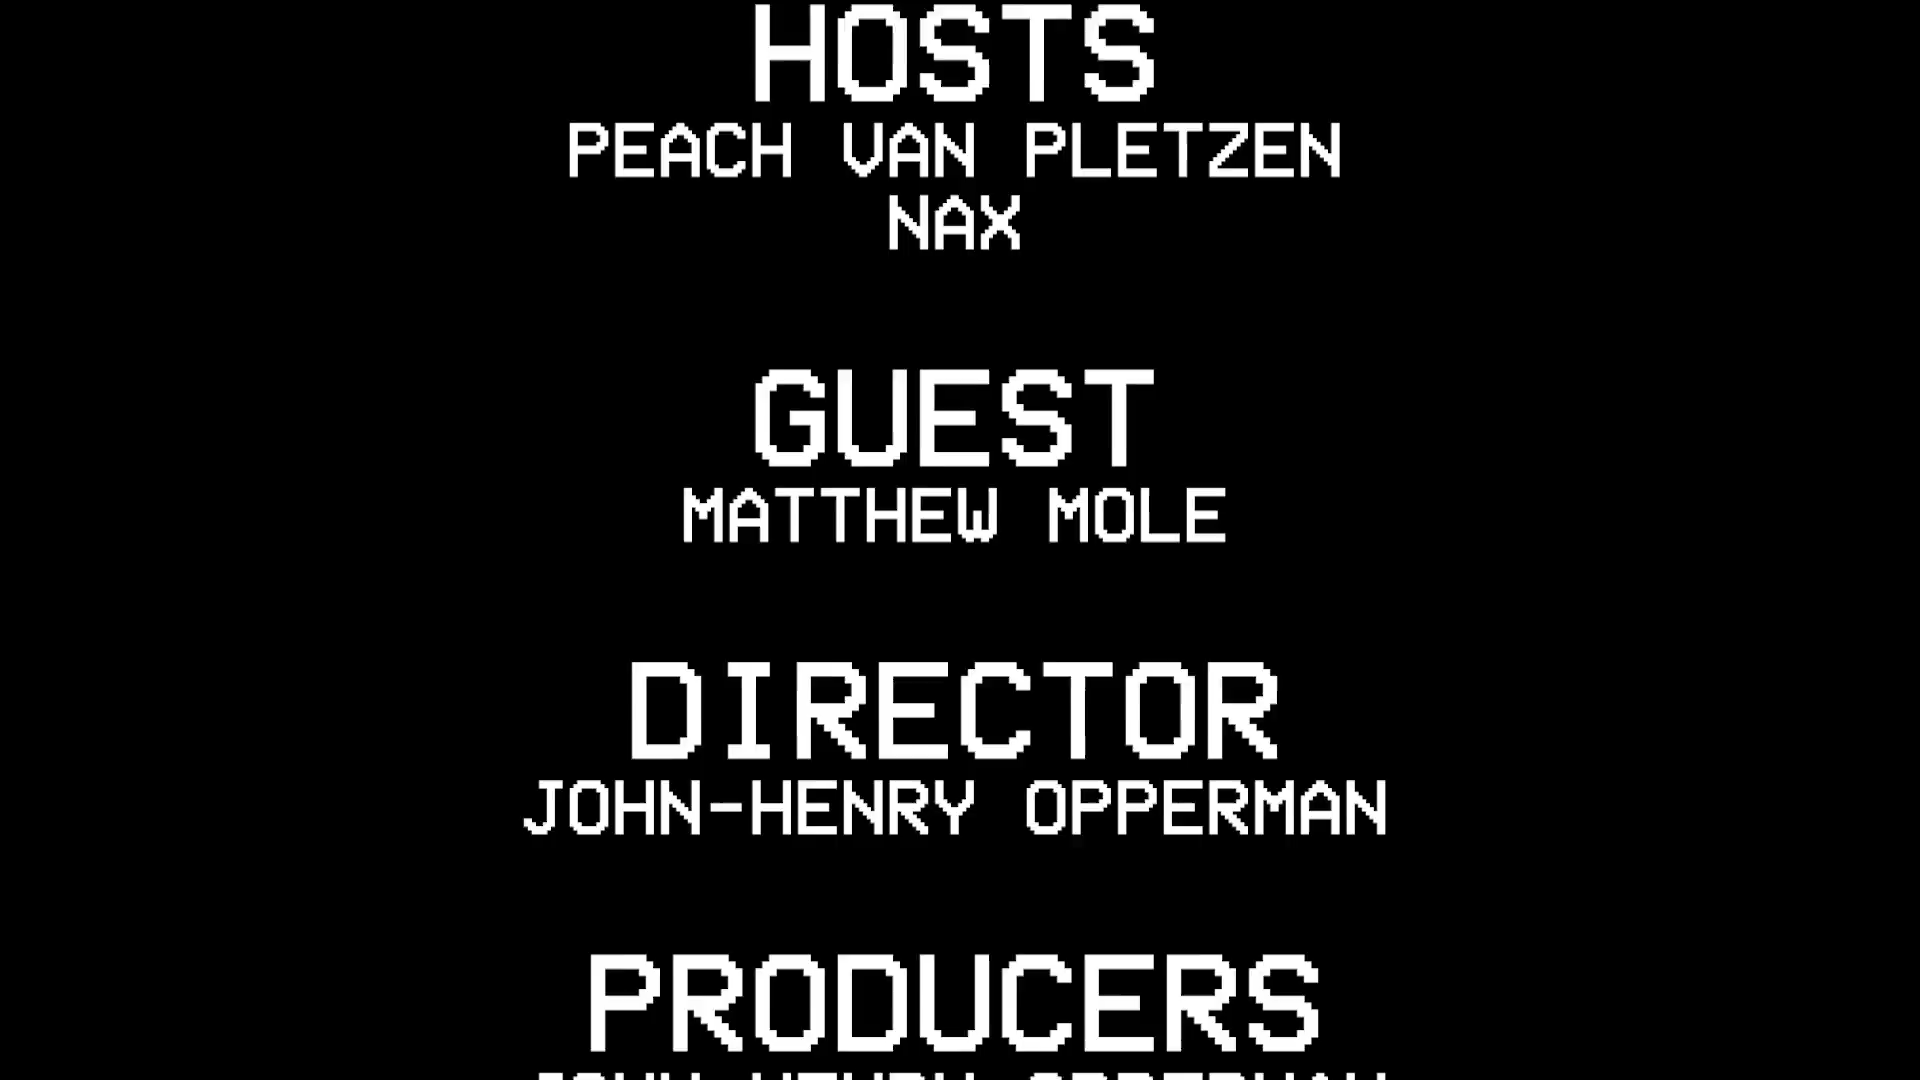 HOSTS
PEACH VAN PLETZEN
NAX
GUEST
MATTHEW MOLE
DIRECTOR
JOHN-HENRY OPPERMAN
PRODUCERS